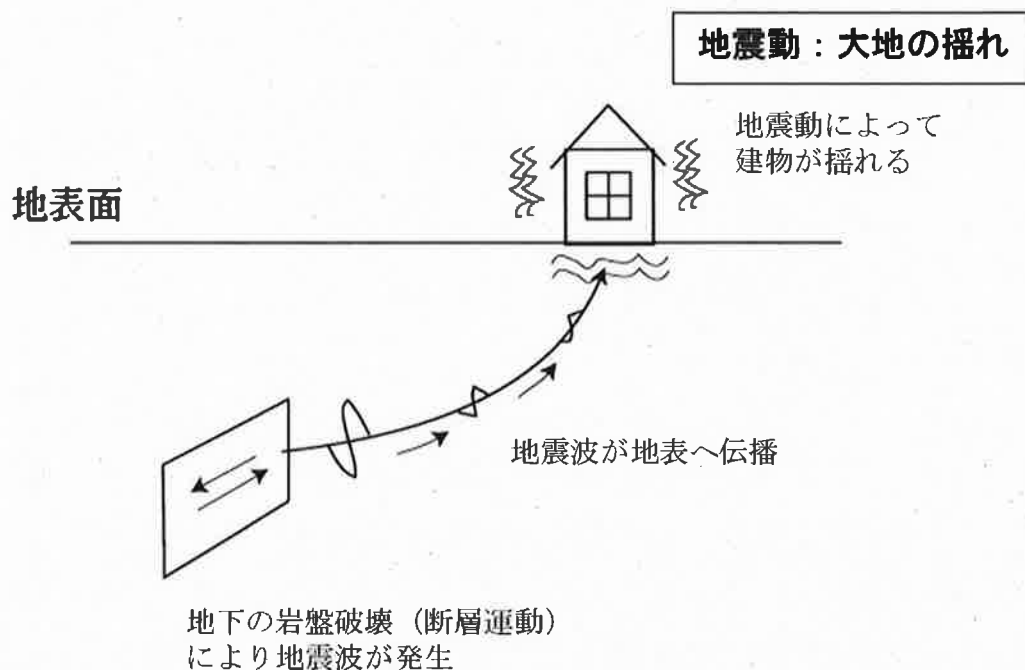 地震動：大地の揺れ
地震動によって
建物が揺れる
地表面
地震波が地表へ伝播
地下の岩盤破壊（断層運動）
により地震波が発生